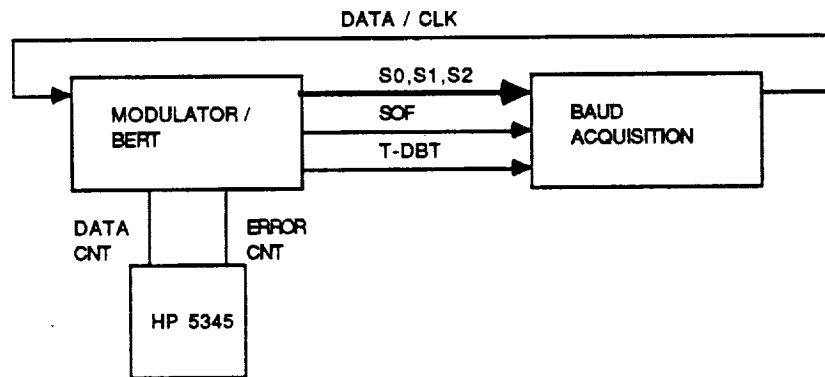 DATA / CLK
S0,S1,S2
MODULATOR /
BERT
SOF
T-DBT
BAUD
ACQUISITION
DATA
CNT
ERROR
CNT
HP 5345